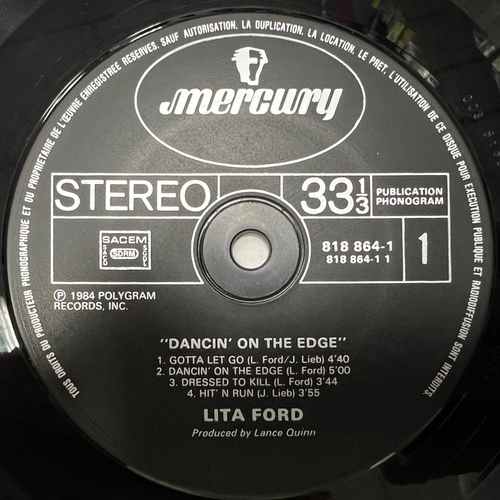 TOUS DROITS DU PRODUCTEUR PHONOGRAPHIQUE ET DU PROPRIETAIRE DE L'ŒUVRE ENREGISTREE RESERVES. SAUF AUTORISATION, LA DUPLICATION, LA LOCATION, LE PRET, L'UTILISATION DE CE DISQUE POUR EXECUTION PUBLIQUE ET RADIODIFFUSION SONT INTERDITS.
mercury
STEREO 33 1/3 PUBLICATION PHONOGRAM
SACEM SDRM
818 864-1
818 864-1 1
1
Ⓟ 1984 POLYGRAM
RECORDS, INC.
"DANCIN' ON THE EDGE"
1. GOTTA LET GO (L. Ford/J. Lieb) 4'40
2. DANCIN' ON THE EDGE (L. Ford) 5'00
3. DRESSED TO KILL (L. Ford) 3'44
4. HIT' N RUN (J. Lieb) 3'55
LITA FORD
Produced by Lance Quinn